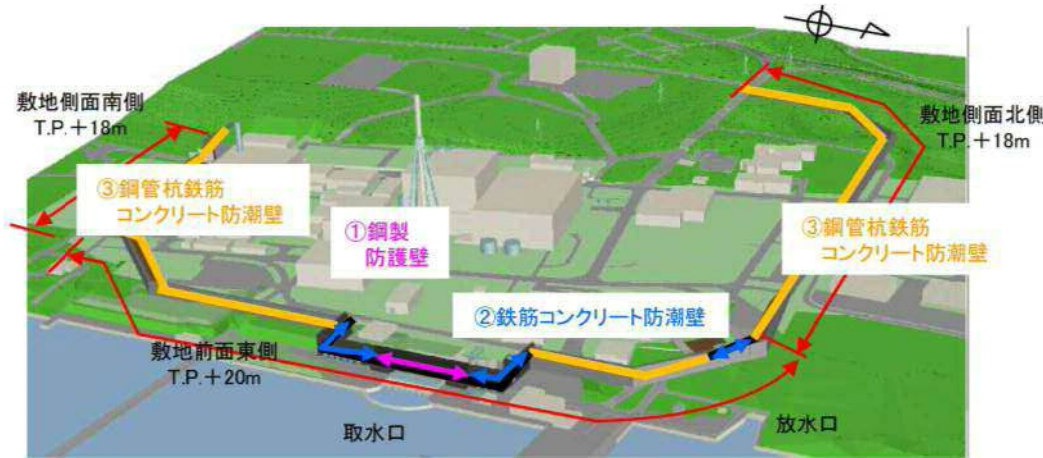 敷地側面南側
T.P.+18m
敷地側面北側
T.P.+18m
③鋼管杭鉄筋
コンクリート防潮壁
①鋼製
防護壁
③鋼管杭鉄筋
コンクリート防潮壁
②鉄筋コンクリート防潮壁
敷地前面東側
T.P.+20m
取水口
放水口